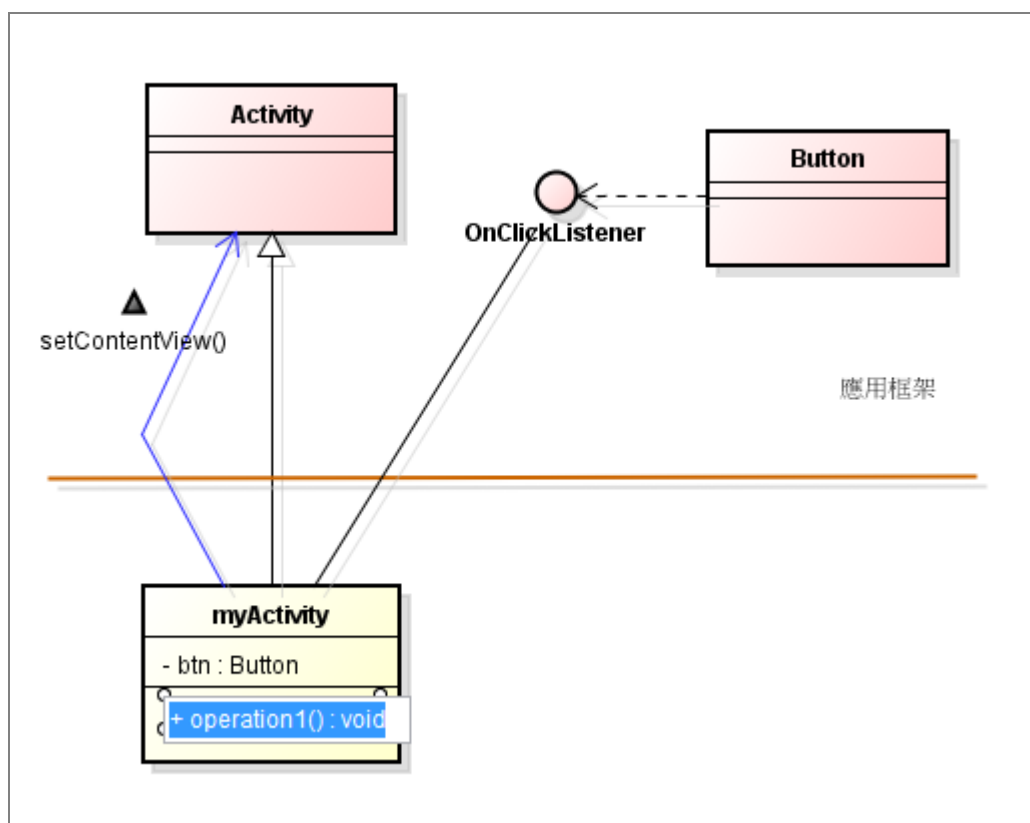 Activity
Button
OnClickListener
setContentView()
應用框架
myActivity
- btn : Button
+ operation1() : void